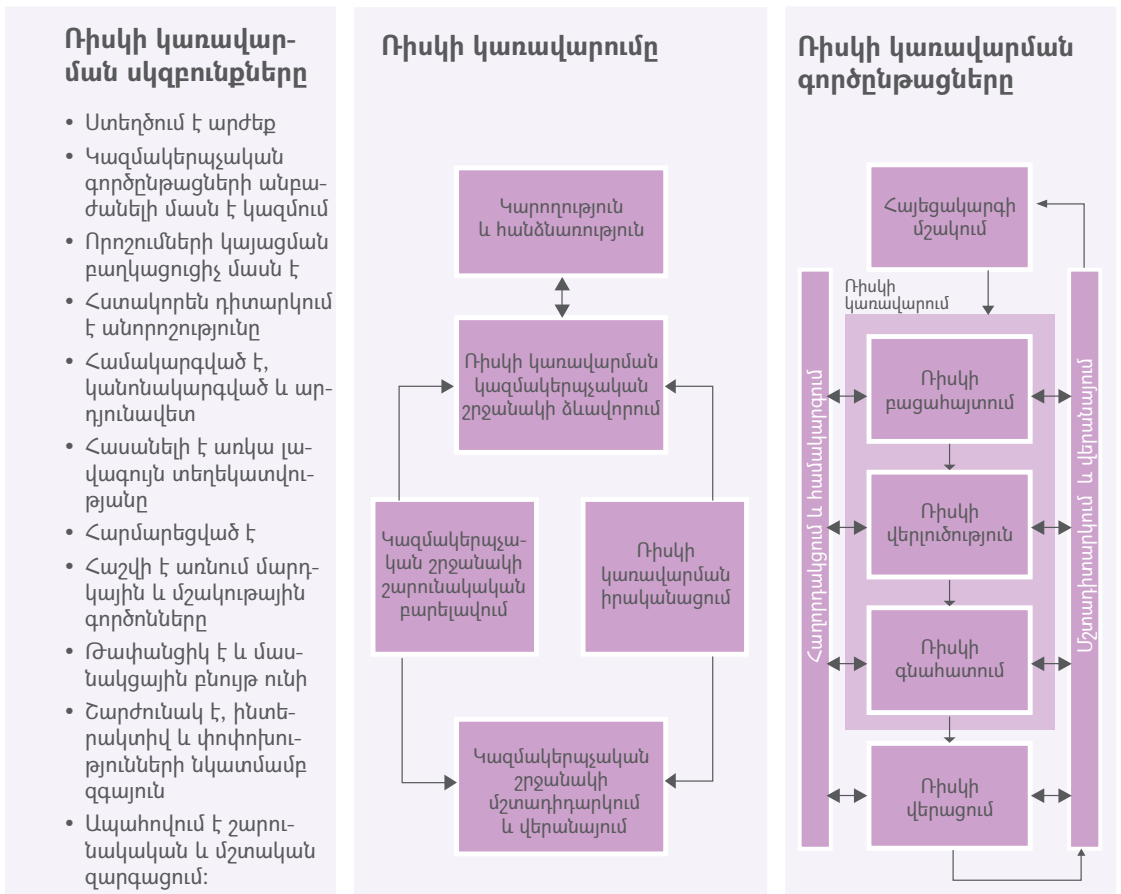 Ռիսկի կառավար-
ման սկզբունքները
• Ստեղծում է արժեք
• Կազմակերպչական
գործընթացների անբա-
ժանելի մասն է կազմում
• Որոշումների կայացման
բաղկացուցիչ մասն է
• Հստակորեն դիտարկում
է անորոշությունը
• Համակարգված է,
կանոնակարգված և ար-
դյունավետ
• Հասանելի է առկա լա-
վագույն տեղեկատվու-
թյանը
• Հարմարեցված է
• Հաշվի է առնում մարդ-
կային և մշակութային
գործոնները
• Թափանցիկ է և մաս-
նակցային բնույթ ունի
• Շարժունակ է, ինտե-
րակտիվ և փոփոխու-
թյունների նկատմամբ
զգայուն
• Ապահովում է շարու-
նակական և մշտական
զարգացում:
Ռիսկի կառավարումը
Կարողություն
և հանձնառություն
Ռիսկի կառավարման
կազմակերպչական
շրջանակի ձևավորում
Կազմակերպչա-
կան շրջանակի
շարունակական
բարելավում
Ռիսկի
կառավարման
իրականացում
Կազմակերպչական
շրջանակի
մշտադիդարկում
և վերանայում
Ռիսկի կառավարման
գործընթացները
Հայեցակարգի
մշակում
Ռիսկի
կառավարում
Հաղորդակցում և համակարգում
Ռիսկի
բացահայտում
Ռիսկի
վերլուծություն
Ռիսկի
գնահատում
Ռիսկի
վերացում
Մշտադիտարկում և վերանայում